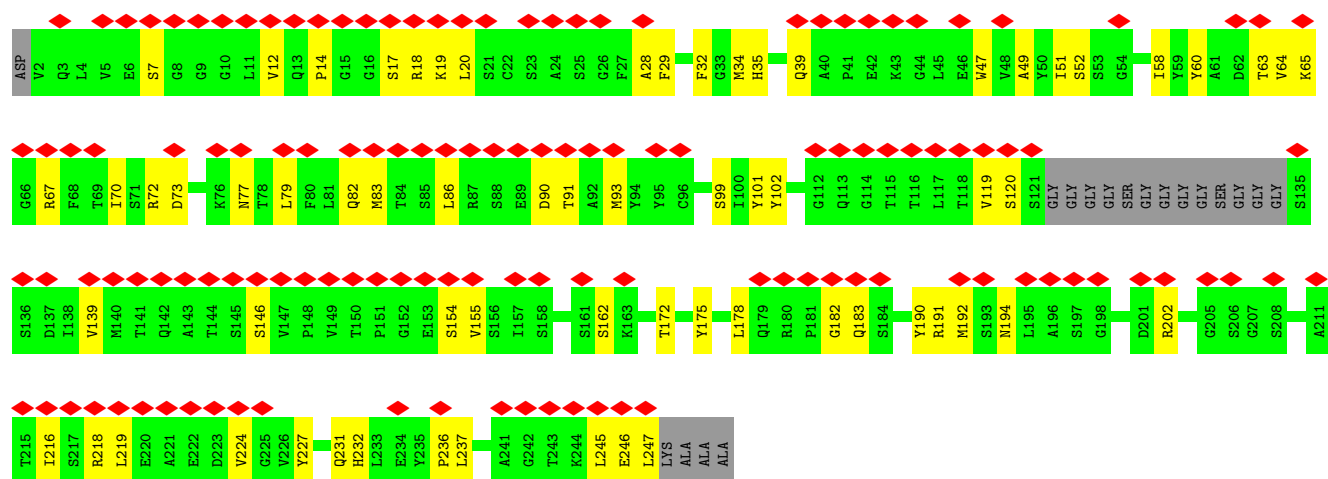 ASP V2 Q3 L4 V5 E6 S7 G8 G9 G10 L11 V12 Q13 P14 G15 G16 S17 R18 K19 L20 S21 C22 S23 A24 S25 G26 F27 A28 F29 F32 G33 M34 H35 Q39 A40 P41 E42 K43 G44 L45 E46 W47 V48 A49 Y50 I51 S52 S53 G54 I58 Y59 Y60 A61 D62 T63 V64 K65
G66 R67 F68 T69 I70 S71 R72 D73 K76 N77 T78 L79 F80 L81 Q82 M83 T84 S85 L86 R87 S88 E89 D90 T91 A92 M93 Y94 Y95 C96 S99 I100 Y101 Y102 G112 Q113 G114 T115 T116 L117 T118 V119 S120 S121 GLY GLY GLY GLY SER GLY GLY GLY GLY SER GLY GLY GLY S135
S136 D137 I138 V139 M140 T141 Q142 A143 T144 S145 S146 V147 P148 V149 T150 P151 G152 E153 S154 V155 S156 I157 S158 S161 S162 K163 T172 Y175 L178 Q179 R180 P181 G182 Q183 S184 Y190 R191 M192 S193 N194 L195 A196 S197 G198 D201 R202 G205 S206 G207 S208 A211
T215 I216 S217 R218 L219 E220 A221 E222 D223 V224 G225 V226 Y227 Q231 H232 L233 E234 Y235 P236 L237 A241 G242 T243 K244 L245 E246 L247 LYS ALA ALA ALA